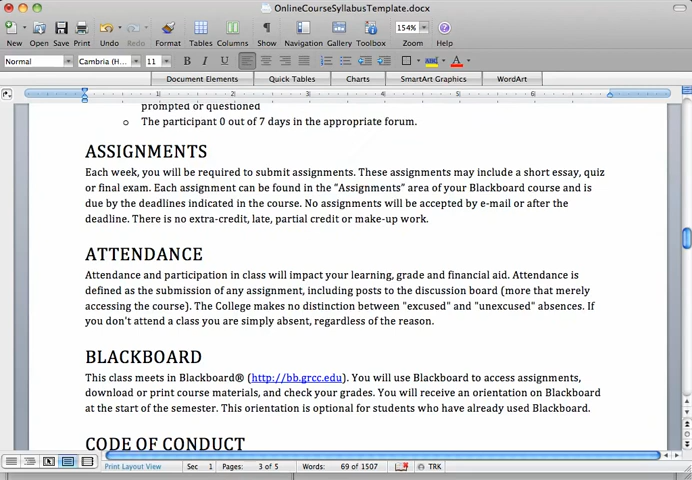 OnlineCourseSyllabusTemplate.docx
154%
New Open Save Print Undo Redo Format Tables Columns Show Navigation Gallery Toolbox Zoom Help
Normal Cambria (H... 11 B I U
Document Elements Quick Tables Charts SmartArt Graphics WordArt
1 2 3 4 5 6
prompted or questioned
o The participant 0 out of 7 days in the appropriate forum.
ASSIGNMENTS
Each week, you will be required to submit assignments. These assignments may include a short essay, quiz
or final exam. Each assignment can be found in the “Assignments” area of your Blackboard course and is
due by the deadlines indicated in the course. No assignments will be accepted by e-mail or after the
deadline. There is no extra-credit, late, partial credit or make-up work.
ATTENDANCE
Attendance and participation in class will impact your learning, grade and financial aid. Attendance is
defined as the submission of any assignment, including posts to the discussion board (more that merely
accessing the course). The College makes no distinction between "excused" and "unexcused" absences. If
you don't attend a class you are simply absent, regardless of the reason.
BLACKBOARD
This class meets in Blackboard® (http://bb.grcc.edu). You will use Blackboard to access assignments,
download or print course materials, and check your grades. You will receive an orientation on Blackboard
at the start of the semester. This orientation is optional for students who have already used Blackboard.
CODE OF CONDUCT
Print Layout View Sec 1 Pages: 3 of 5 Words: 69 of 1507 TRK